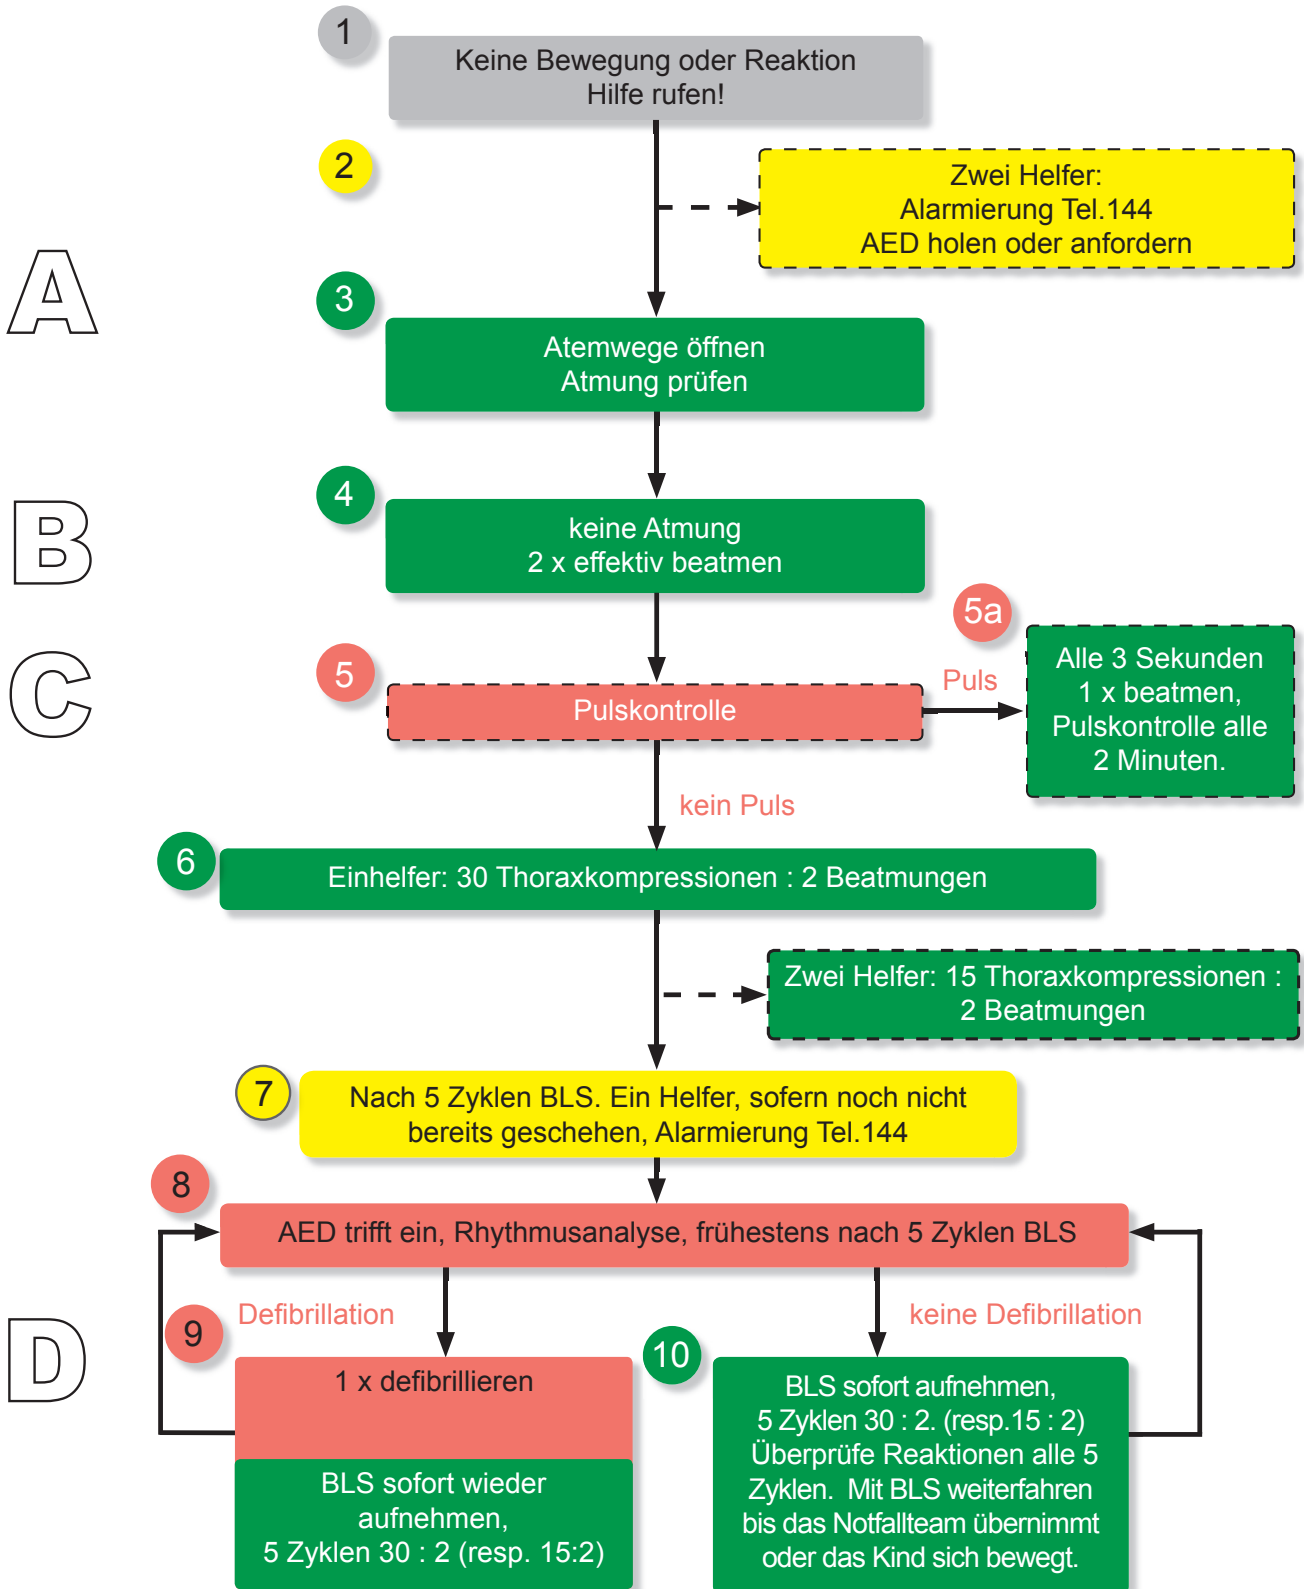 1
Keine Bewegung oder Reaktion
Hilfe rufen!
2
Zwei Helfer:
Alarmierung Tel.144
AED holen oder anfordern
A
3
Atemwege öffnen
Atmung prüfen
B
4
keine Atmung
2 x effektiv beatmen
C
5
Pulskontrolle
Puls
5a
Alle 3 Sekunden
1 x beatmen,
Pulskontrolle alle
2 Minuten.
kein Puls
6
Einhelfer: 30 Thoraxkompressionen : 2 Beatmungen
Zwei Helfer: 15 Thoraxkompressionen :
2 Beatmungen
7
Nach 5 Zyklen BLS. Ein Helfer, sofern noch nicht
bereits geschehen, Alarmierung Tel.144
8
AED trifft ein, Rhythmusanalyse, frühestens nach 5 Zyklen BLS
D
Defibrillation
9
1 x defibrillieren
BLS sofort wieder
aufnehmen,
5 Zyklen 30 : 2 (resp. 15:2)
keine Defibrillation
10
BLS sofort aufnehmen,
5 Zyklen 30 : 2. (resp.15 : 2)
Überprüfe Reaktionen alle 5
Zyklen. Mit BLS weiterfahren
bis das Notfallteam übernimmt
oder das Kind sich bewegt.